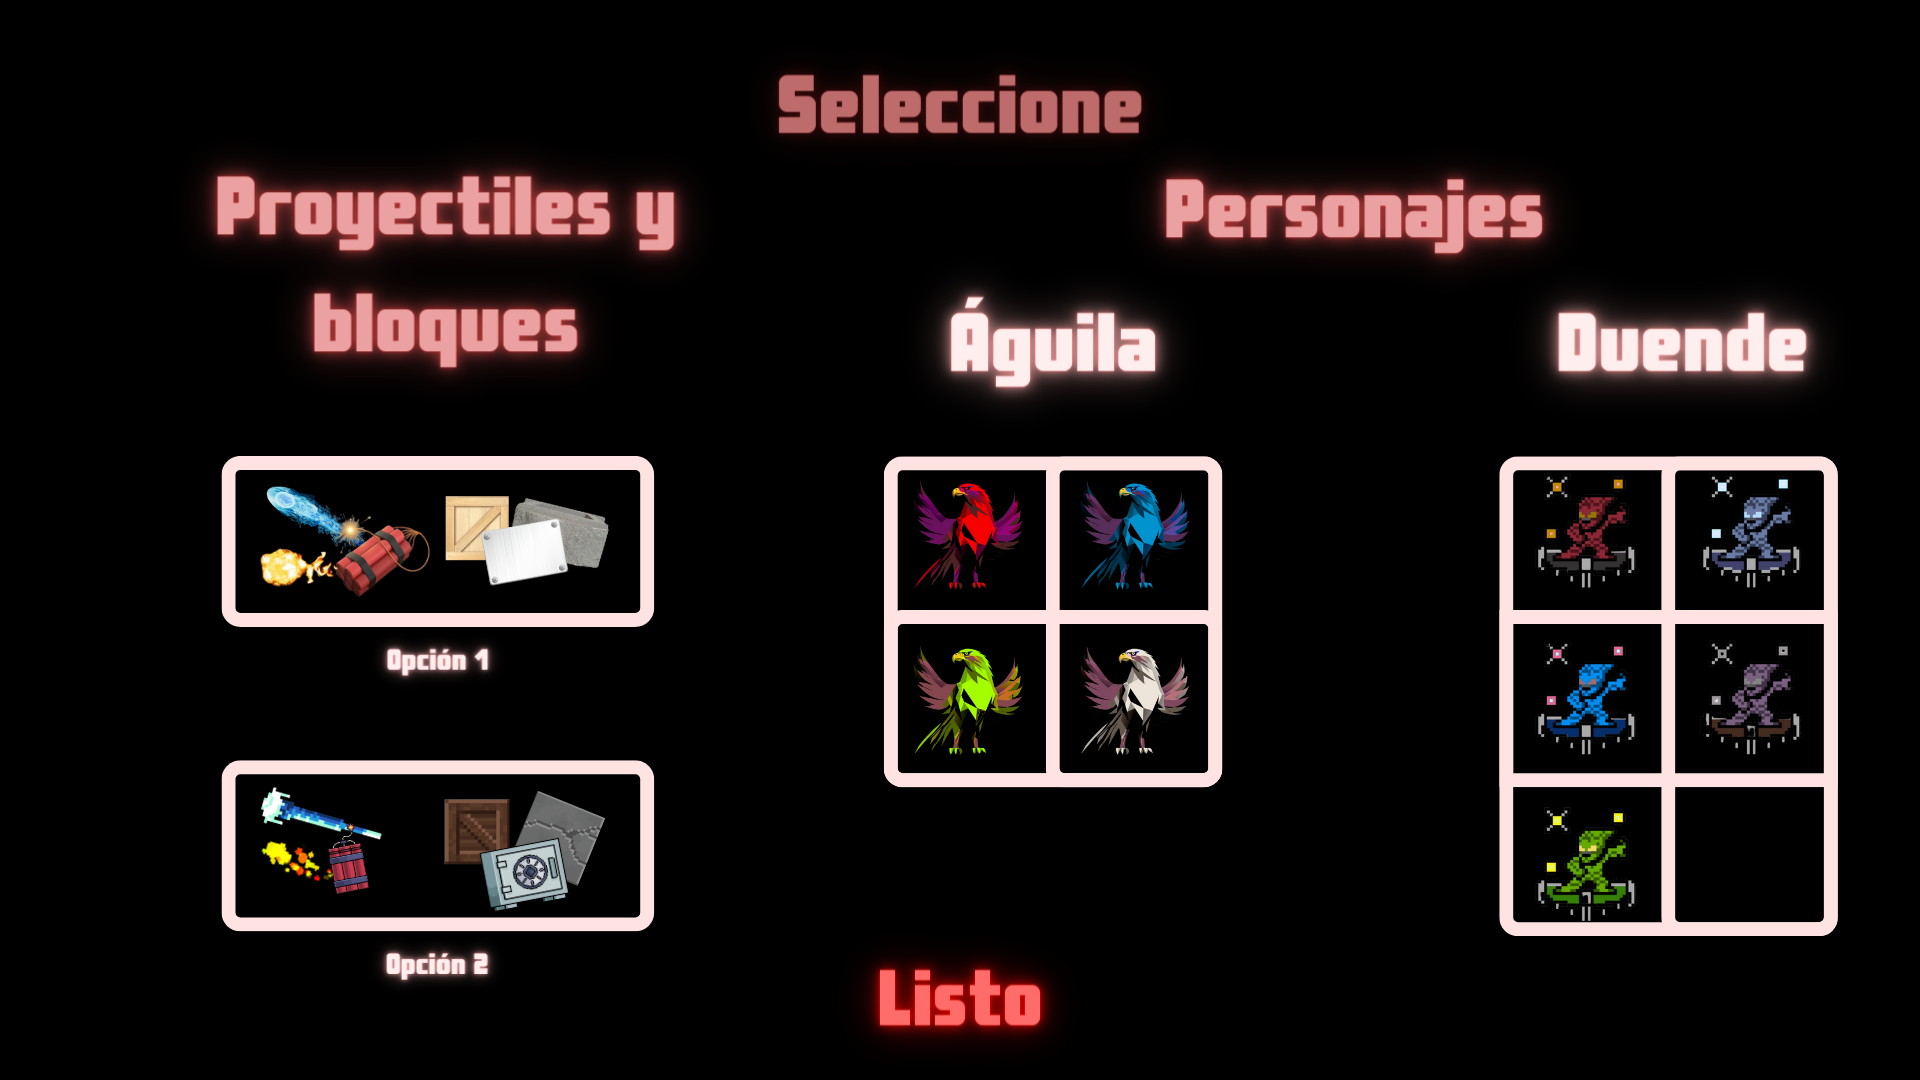 Seleccione
Proyectiles y
bloques
Personajes
Águila
Duende
Opción 1
Opción 2
Listo